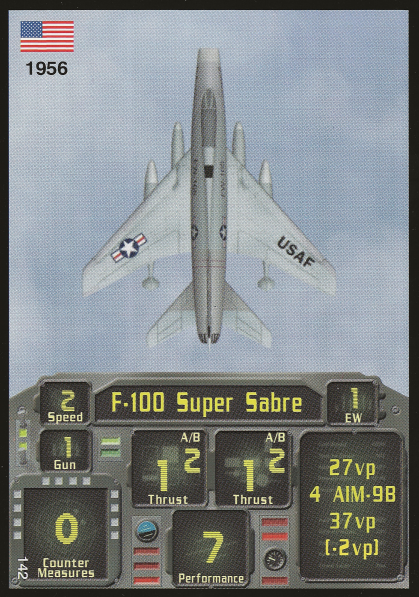 1956
USAF
F-100 Super Sabre
2
Speed
1
EW
1
Gun
A/B
1 2
Thrust
A/B
1 2
Thrust
27vp
4 AIM-9B
37vp
(-2vp)
0
Counter
Measures
7
Performance
142